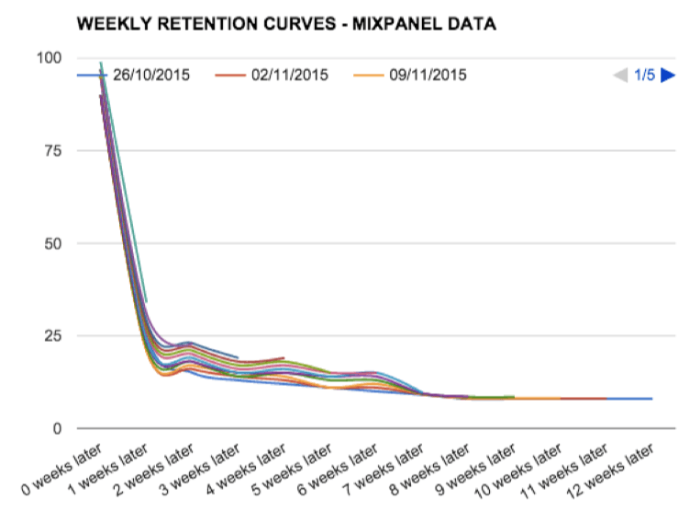 WEEKLY RETENTION CURVES - MIXPANEL DATA
100
26/10/2015 02/11/2015 09/11/2015 1/5
75
50
25
0
0 weeks later
1 weeks later
2 weeks later
3 weeks later
4 weeks later
5 weeks later
6 weeks later
7 weeks later
8 weeks later
9 weeks later
10 weeks later
11 weeks later
12 weeks later